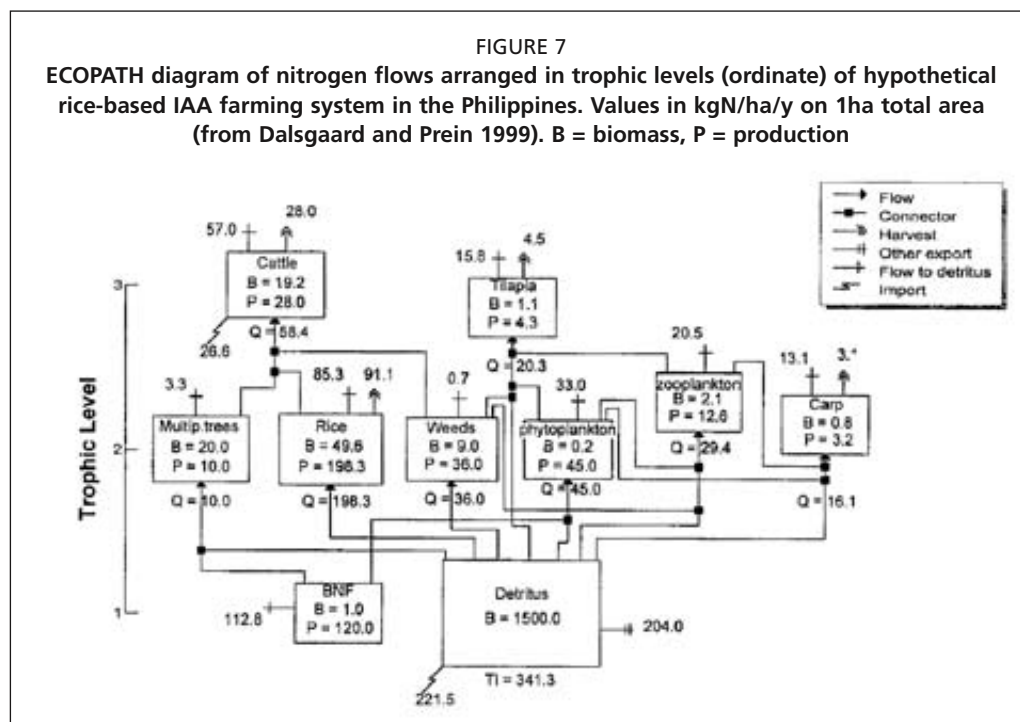 FIGURE 7
ECOPATH diagram of nitrogen flows arranged in trophic levels (ordinate) of hypothetical
rice-based IAA farming system in the Philippines. Values in kgN/ha/y on 1ha total area
(from Dalsgaard and Prein 1999). B = biomass, P = production
Flow
Connector
Harvest
Other export
Flow to detritus
Import
57.0
28.0
Cattle
B = 19.2
P = 28.0
Q = 58.4
26.6
15.8
4.5
Tilapia
B = 1.1
P = 4.3
Q = 20.3
20.5
zooplankton
B = 2.1
P = 12.6
Q = 29.4
13.1
Carp
B = 0.8
P = 3.2
Q = 16.1
3.3
Multip.trees
B = 20.0
P = 10.0
Q = 10.0
85.3
91.1
Rice
B = 49.6
P = 198.3
Q = 198.3
0.7
Weeds
B = 9.0
P = 36.0
Q = 36.0
33.0
phytoplankton
B = 0.2
P = 45.0
Q = 45.0
Trophic Level
3
2
1
BNF
B = 1.0
P = 120.0
112.8
Detritus
B = 1500.0
204.0
TI = 341.3
221.5